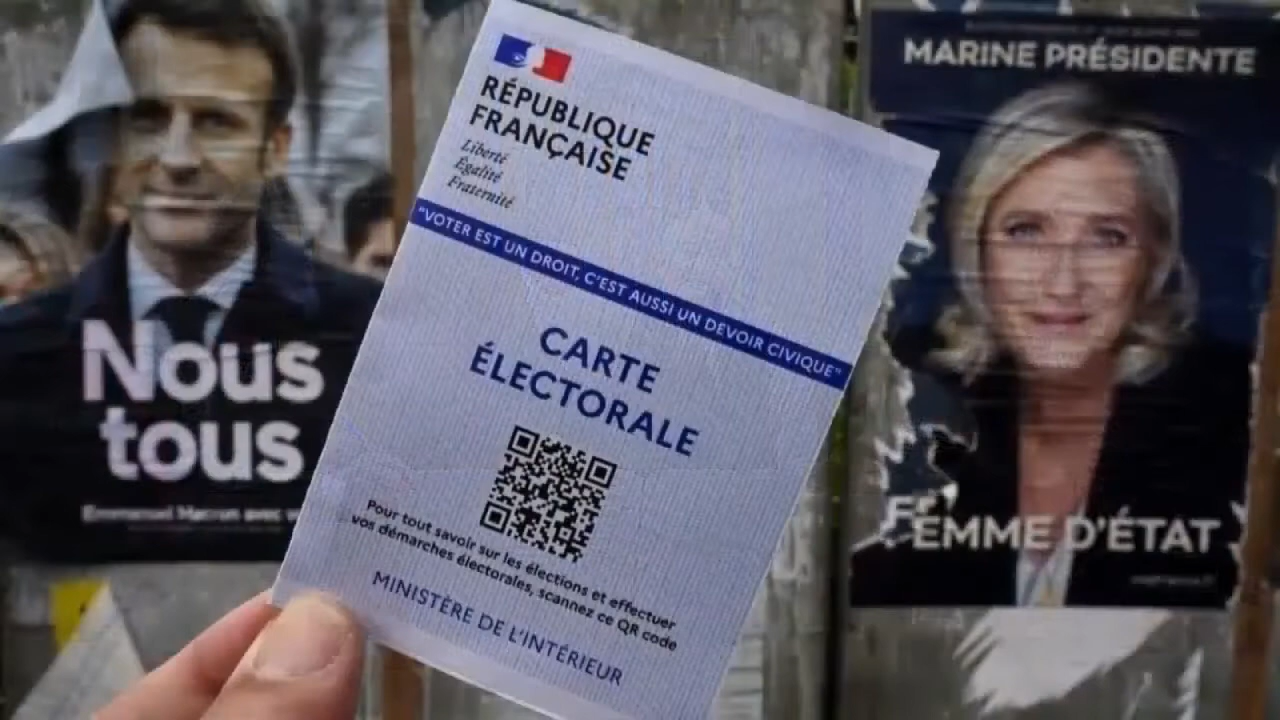 Nous
tous
Emmanuel Macron avec
RÉPUBLIQUE
FRANÇAISE
Liberté
Égalité
Fraternité
"VOTER EST UN DROIT, C'EST AUSSI UN DEVOIR CIVIQUE"
CARTE
ÉLECTORALE
Pour tout savoir sur les élections et effectuer
vos démarches électorales, scannez ce QR code
MINISTÈRE DE L'INTÉRIEUR
MARINE PRÉSIDENTE
FEMME D'ÉTAT